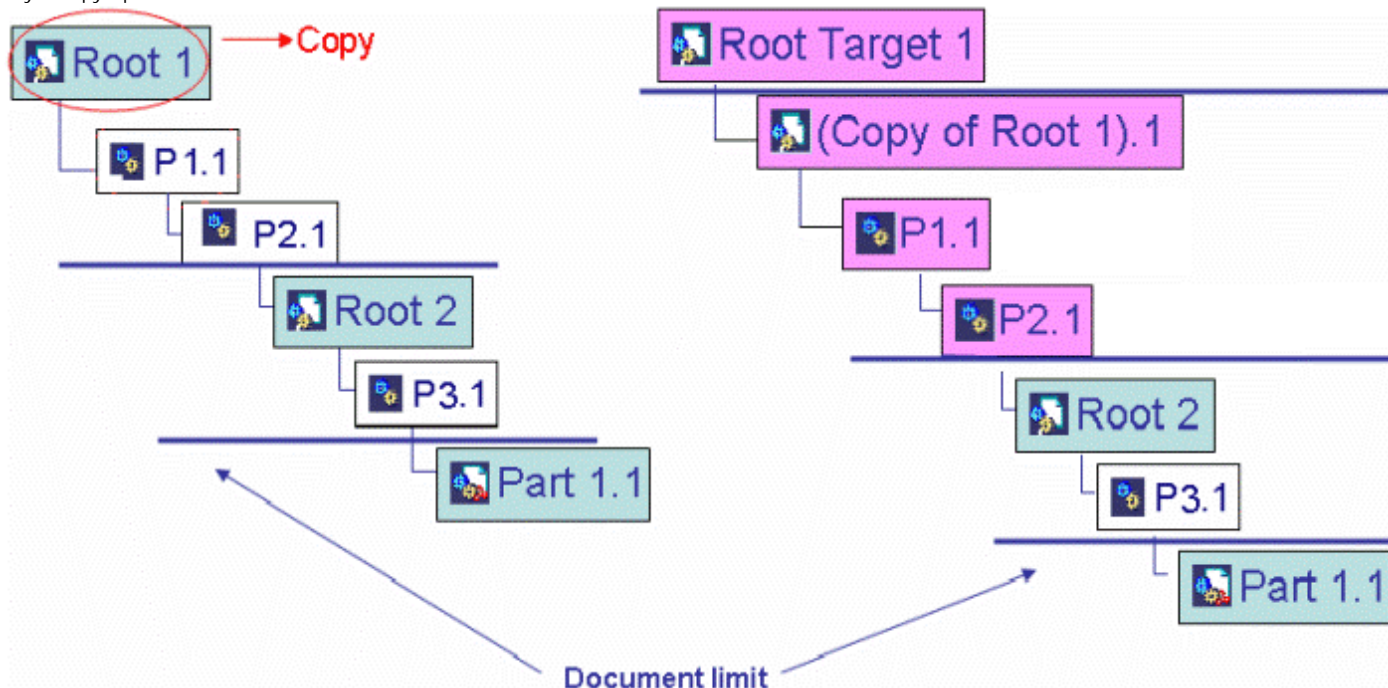 Root 1
Copy
P1.1
P2.1
Root 2
P3.1
Part 1.1
Root Target 1
(Copy of Root 1).1
P1.1
P2.1
Root 2
P3.1
Part 1.1
Document limit